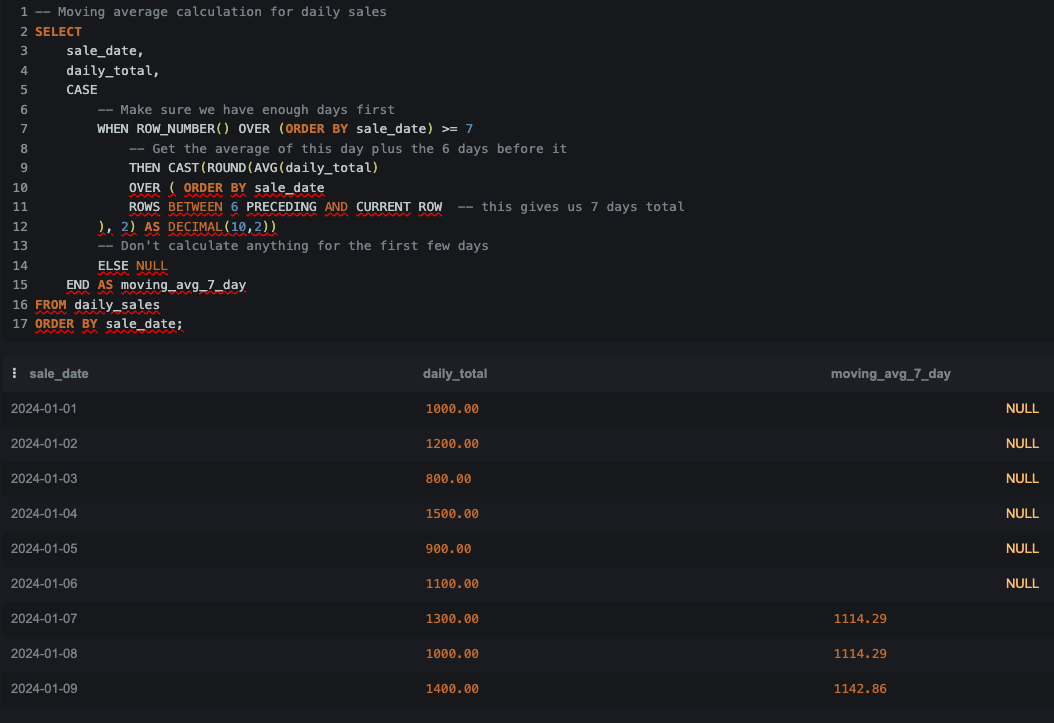 1 -- Moving average calculation for daily sales
2 SELECT
3 sale_date,
4 daily_total,
5 CASE
6 -- Make sure we have enough days first
7 WHEN ROW_NUMBER() OVER (ORDER BY sale_date) >= 7
8 -- Get the average of this day plus the 6 days before it
9 THEN CAST(ROUND(AVG(daily_total)
10 OVER ( ORDER BY sale_date
11 ROWS BETWEEN 6 PRECEDING AND CURRENT ROW -- this gives us 7 days total
12 ), 2) AS DECIMAL(10,2))
13 -- Don't calculate anything for the first few days
14 ELSE NULL
15 END AS moving_avg_7_day
16 FROM daily_sales
17 ORDER BY sale_date;
sale_date daily_total moving_avg_7_day
2024-01-01 1000.00 NULL
2024-01-02 1200.00 NULL
2024-01-03 800.00 NULL
2024-01-04 1500.00 NULL
2024-01-05 900.00 NULL
2024-01-06 1100.00 NULL
2024-01-07 1300.00 1114.29
2024-01-08 1000.00 1114.29
2024-01-09 1400.00 1142.86